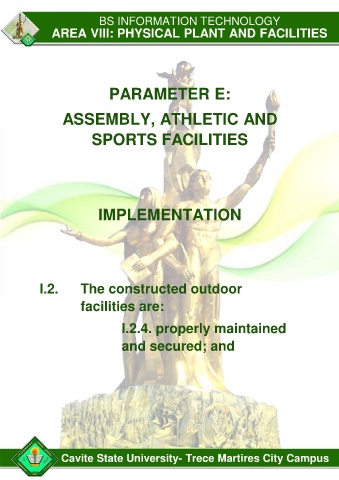 BS INFORMATION TECHNOLOGY
AREA VIII: PHYSICAL PLANT AND FACILITIES
PARAMETER E:
ASSEMBLY, ATHLETIC AND
SPORTS FACILITIES
IMPLEMENTATION
I.2. The constructed outdoor
facilities are:
I.2.4. properly maintained
and secured; and
Cavite State University- Trece Martires City Campus